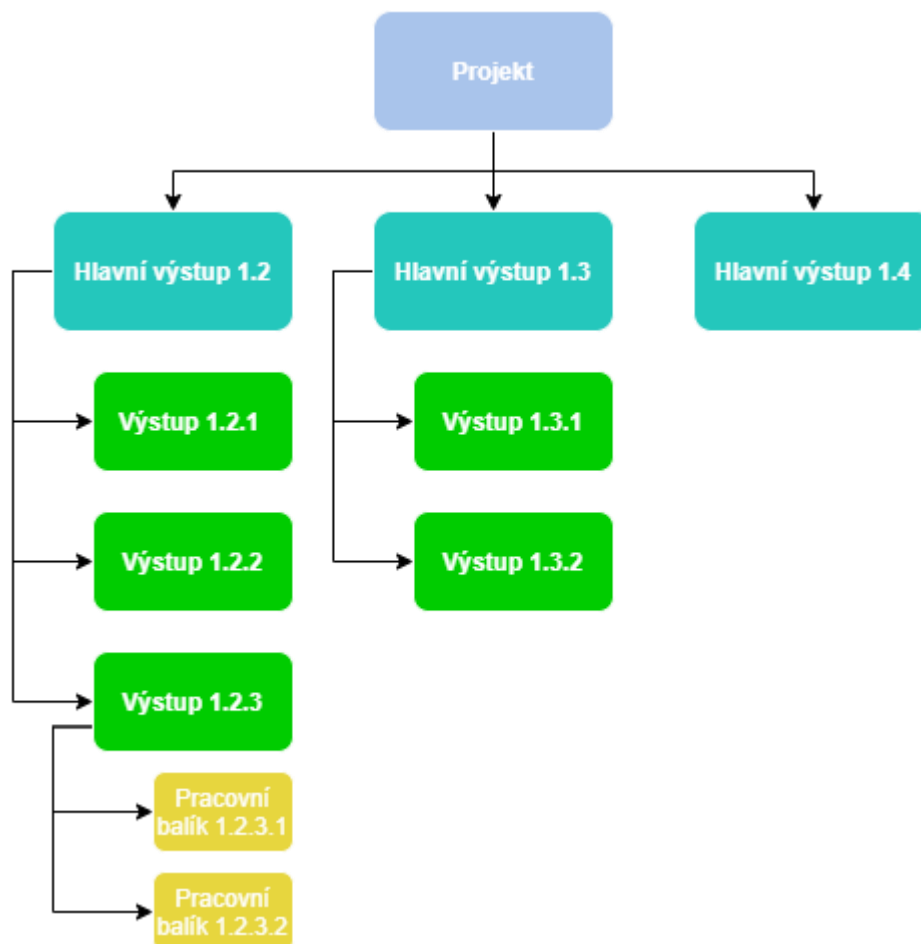 Projekt
Hlavní výstup 1.2
Hlavní výstup 1.3
Hlavní výstup 1.4
Výstup 1.2.1
Výstup 1.3.1
Výstup 1.2.2
Výstup 1.3.2
Výstup 1.2.3
Pracovní
balík 1.2.3.1
Pracovní
balík 1.2.3.2